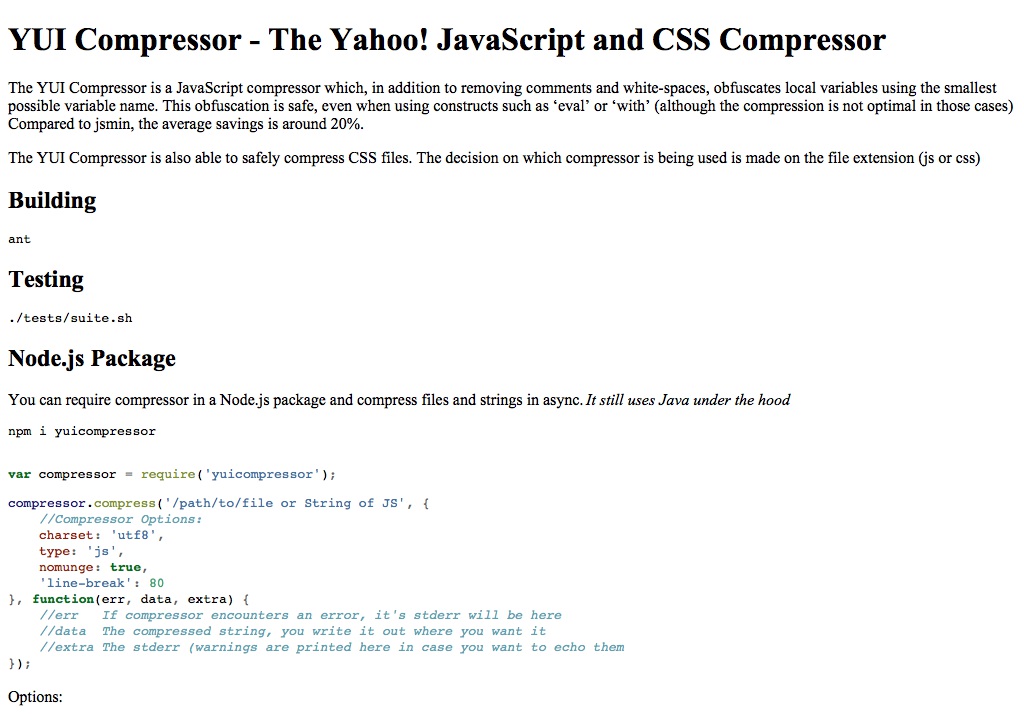 YUI Compressor - The Yahoo! JavaScript and CSS Compressor
The YUI Compressor is a JavaScript compressor which, in addition to removing comments and white-spaces, obfuscates local variables using the smallest
possible variable name. This obfuscation is safe, even when using constructs such as ‘eval’ or ‘with’ (although the compression is not optimal in those cases)
Compared to jsmin, the average savings is around 20%.
The YUI Compressor is also able to safely compress CSS files. The decision on which compressor is being used is made on the file extension (js or css)
Building
ant
Testing
./tests/suite.sh
Node.js Package
You can require compressor in a Node.js package and compress files and strings in async. It still uses Java under the hood
npm i yuicompressor
var compressor = require('yuicompressor');
compressor.compress('/path/to/file or String of JS', {
    //Compressor Options:
    charset: 'utf8',
    type: 'js',
    nomunge: true,
    'line-break': 80
}, function(err, data, extra) {
    //err   If compressor encounters an error, it's stderr will be here
    //data  The compressed string, you write it out where you want it
    //extra The stderr (warnings are printed here in case you want to echo them
});
Options: